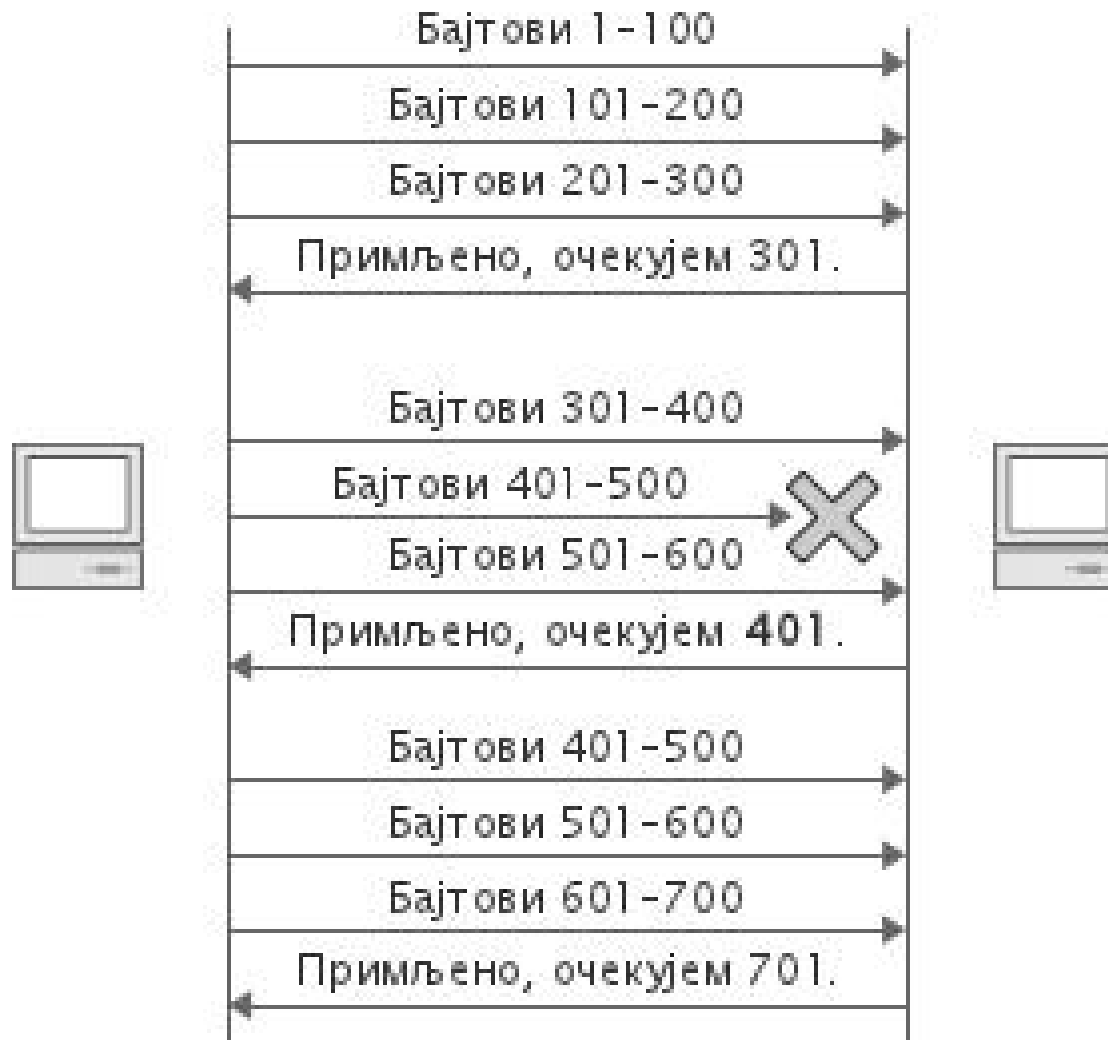 Бајтови 1-100
Бајтови 101-200
Бајтови 201-300
Примљено, очекујем 301.
Бајтови 301-400
Бајтови 401-500
Бајтови 501-600
Примљено, очекујем 401.
Бајтови 401-500
Бајтови 501-600
Бајтови 601-700
Примљено, очекујем 701.